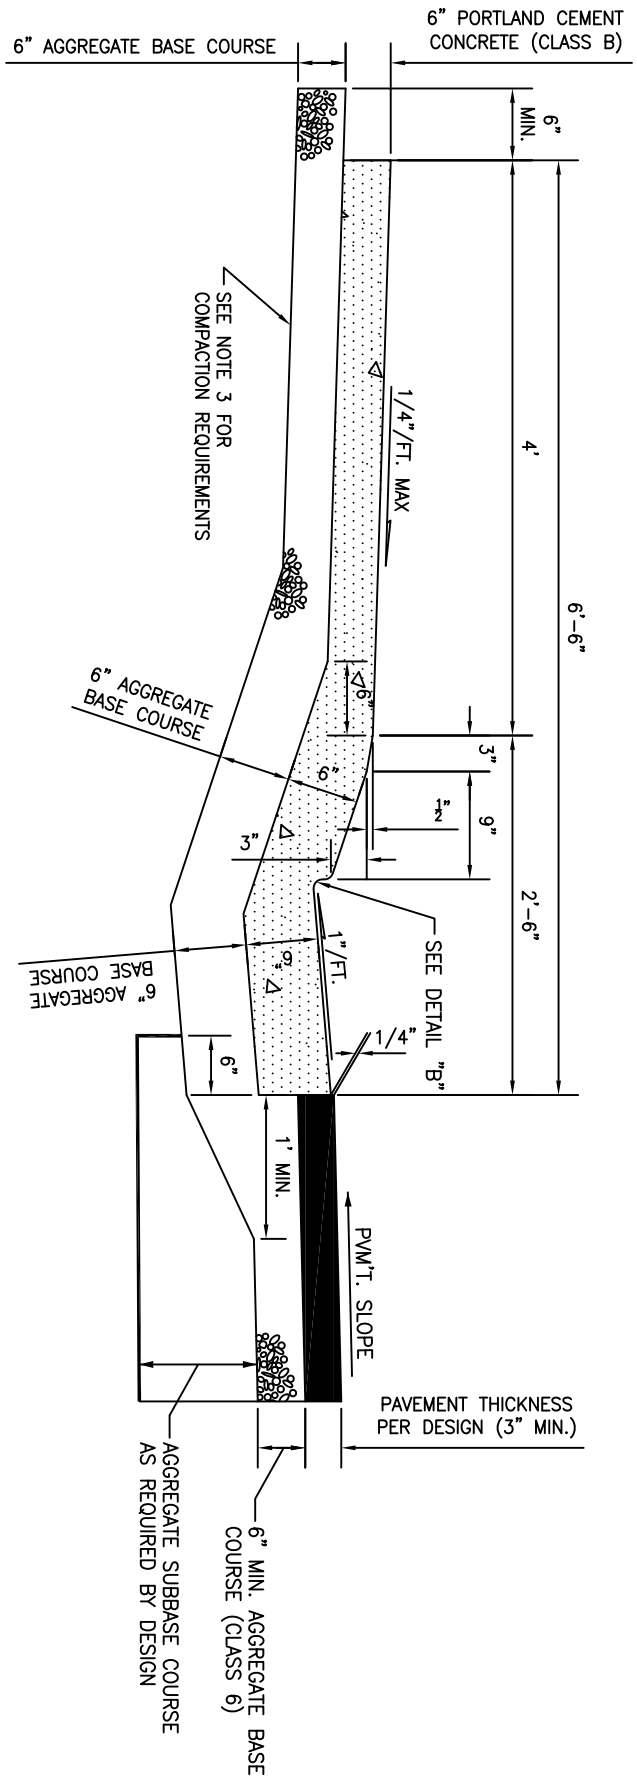 6” PORTLAND CEMENT
CONCRETE (CLASS B)
6” AGGREGATE BASE COURSE
6”
MIN.
4’
6’-6”
SEE NOTE 3 FOR
COMPACTION REQUIREMENTS
1/4”/FT. MAX
6”
3”
9”
2’-6”
1/2”
6” AGGREGATE
BASE COURSE
6”
3”
SEE DETAIL "B"
1”/FT.
6”
6” AGGREGATE
BASE COURSE
1/4”
6”
1’ MIN.
PVM'T. SLOPE
PAVEMENT THICKNESS
PER DESIGN (3” MIN.)
6” MIN. AGGREGATE BASE
COURSE (CLASS 6)
AGGREGATE SUBBASE COURSE
AS REQUIRED BY DESIGN